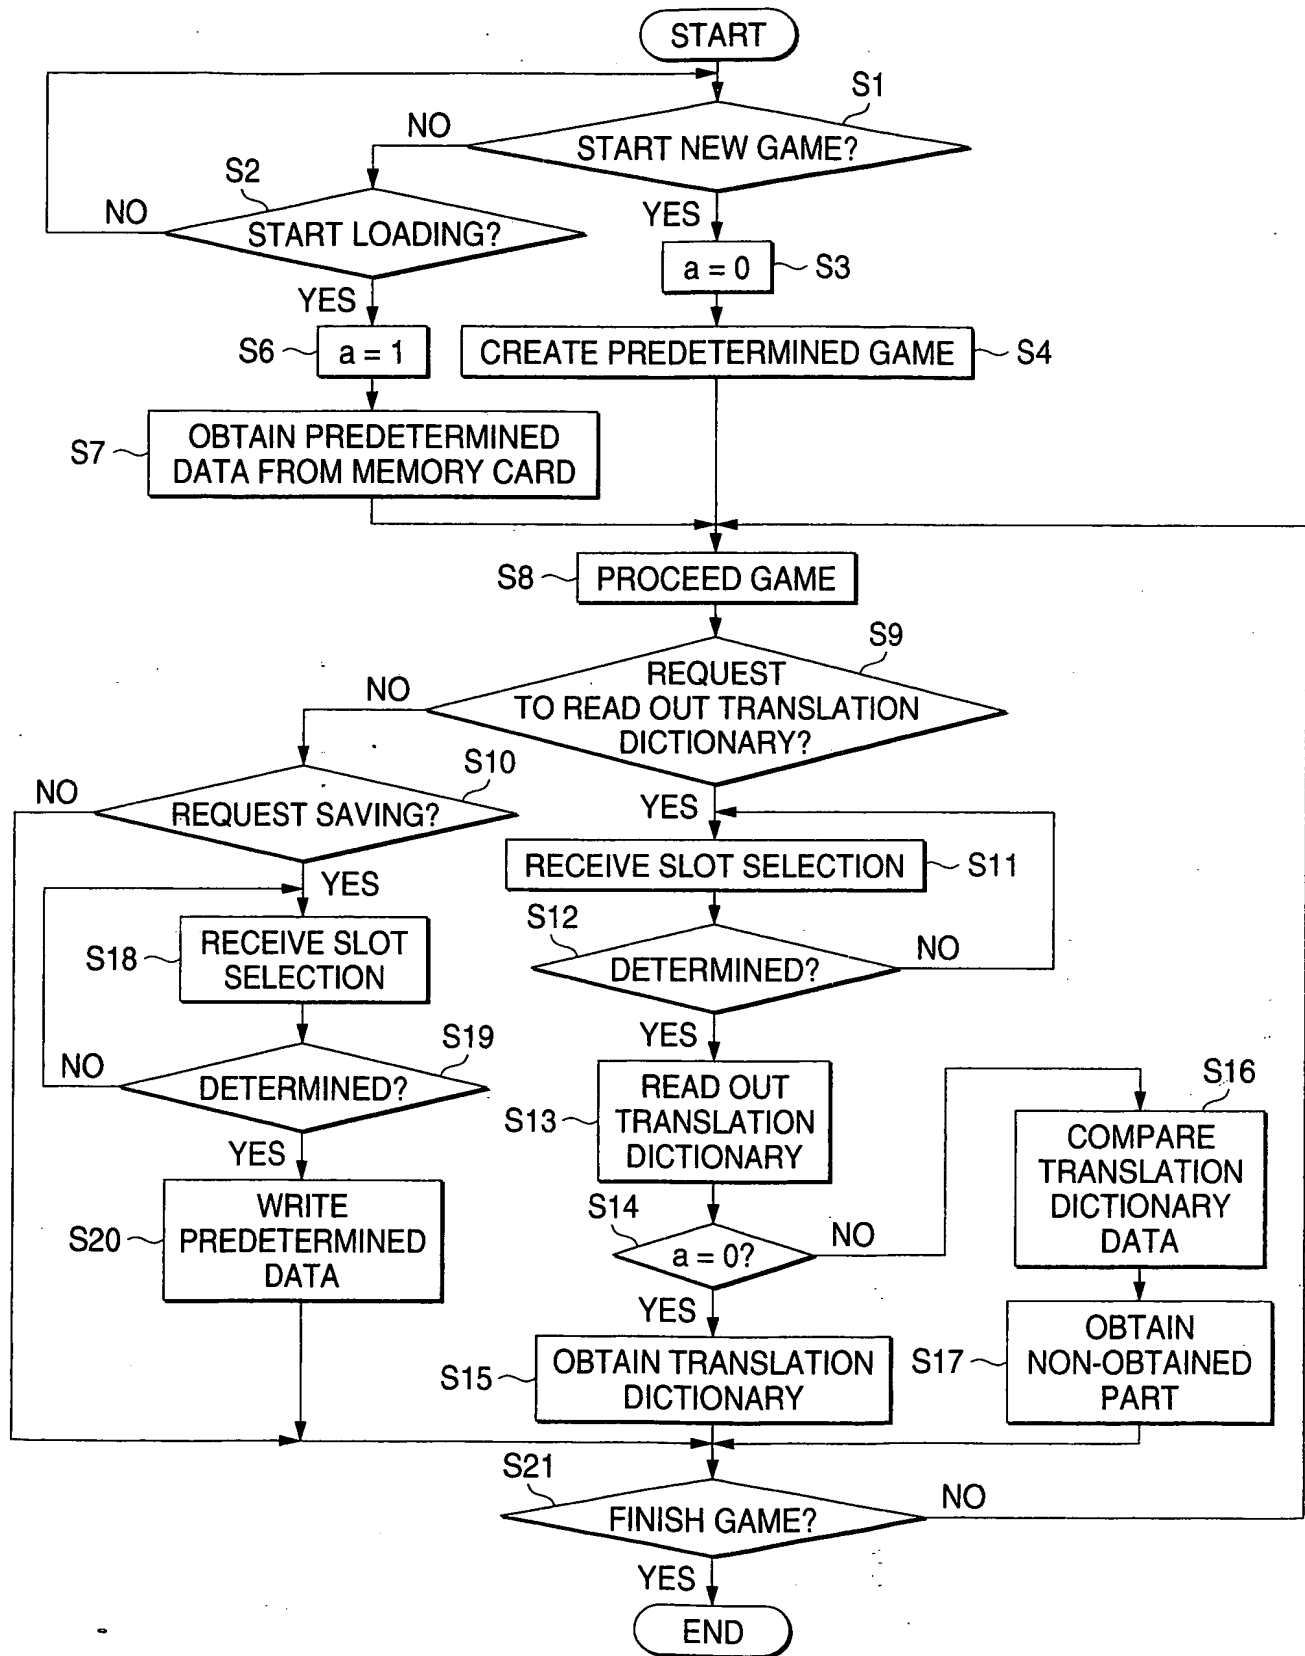 START
S1
NO
START NEW GAME?
S2
NO
START LOADING?
YES
a = 0
S3
YES
S6
a = 1
CREATE PREDETERMINED GAME
S4
S7
OBTAIN PREDETERMINED
DATA FROM MEMORY CARD
S8
PROCEED GAME
S9
NO
REQUEST
TO READ OUT TRANSLATION
DICTIONARY?
S10
NO
REQUEST SAVING?
YES
RECEIVE SLOT SELECTION
S11
YES
S12
S18
RECEIVE SLOT
SELECTION
DETERMINED?
NO
S19
NO
DETERMINED?
YES
S13
READ OUT
TRANSLATION
DICTIONARY
S16
COMPARE
TRANSLATION
DICTIONARY
DATA
YES
S20
WRITE
PREDETERMINED
DATA
S14
a = 0?
NO
YES
S15
OBTAIN TRANSLATION
DICTIONARY
S17
OBTAIN
NON-OBTAINED
PART
S21
FINISH GAME?
NO
YES
END